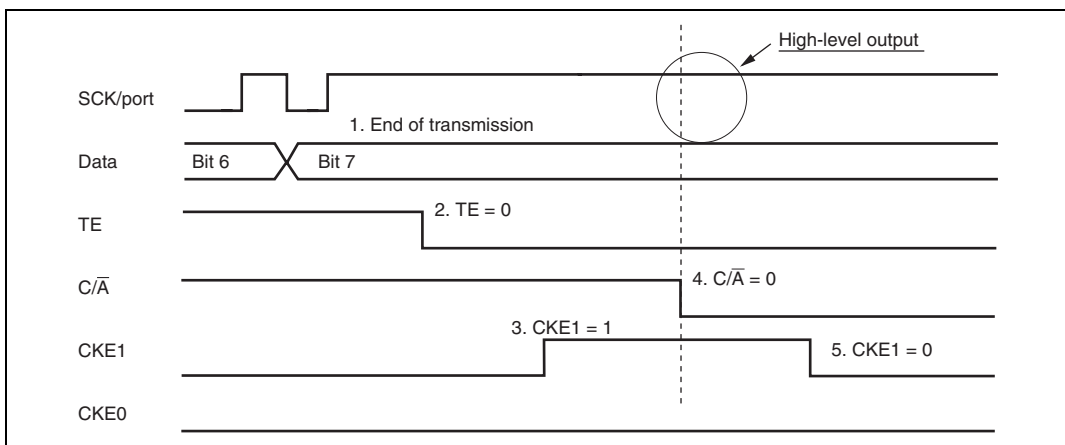 High-level output
SCK/port
1. End of transmission
Data
Bit 6
Bit 7
TE
2. TE = 0
C/A̅
4. C/A̅ = 0
3. CKE1 = 1
CKE1
5. CKE1 = 0
CKE0